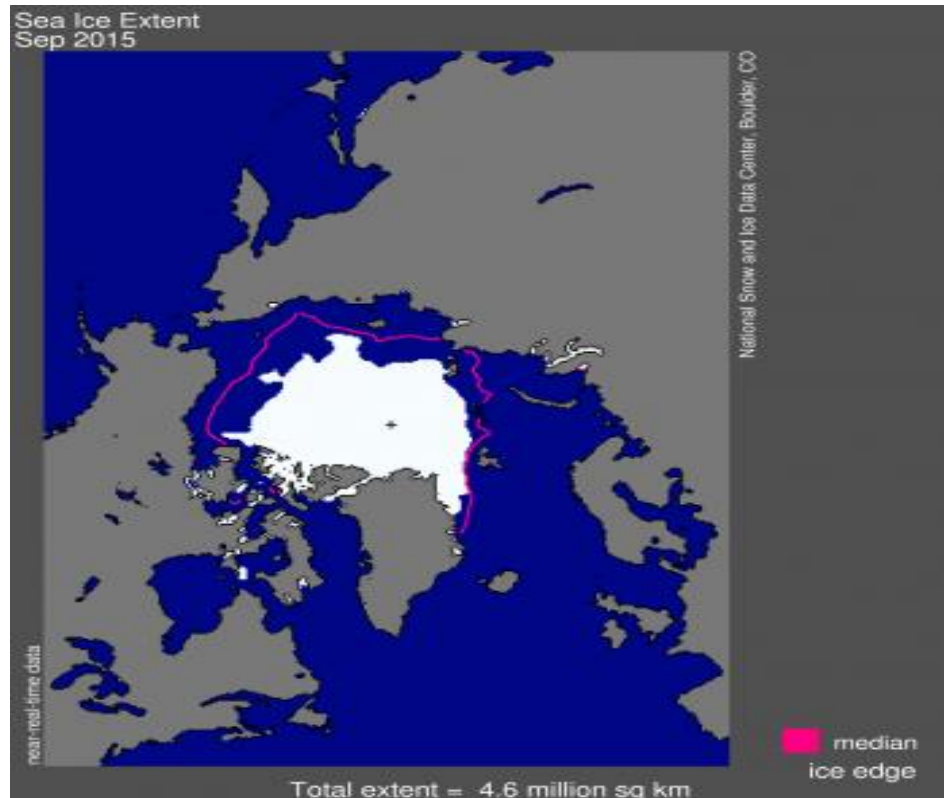 Sea Ice Extent
Sep 2015
National Snow and Ice Data Center, Boulder, CO
near-real-time data
median
ice edge
Total extent = 4.6 million sq km